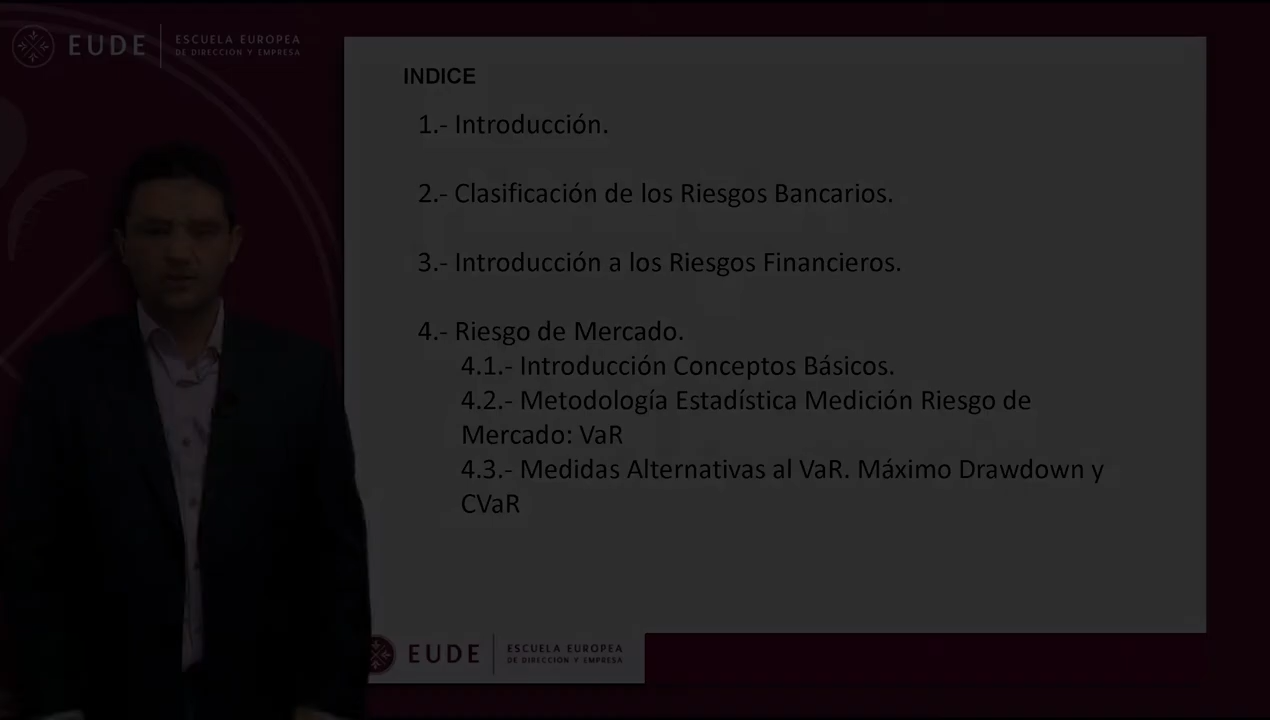 EUDE
ESCUELA EUROPEA
DE DIRECCIÓN Y EMPRESA
INDICE
1.- Introducción.
2.- Clasificación de los Riesgos Bancarios.
3.- Introducción a los Riesgos Financieros.
4.- Riesgo de Mercado.
4.1.- Introducción Conceptos Básicos.
4.2.- Metodología Estadística Medición Riesgo de
Mercado: VaR
4.3.- Medidas Alternativas al VaR. Máximo Drawdown y
CVaR
EUDE
ESCUELA EUROPEA
DE DIRECCIÓN Y EMPRESA